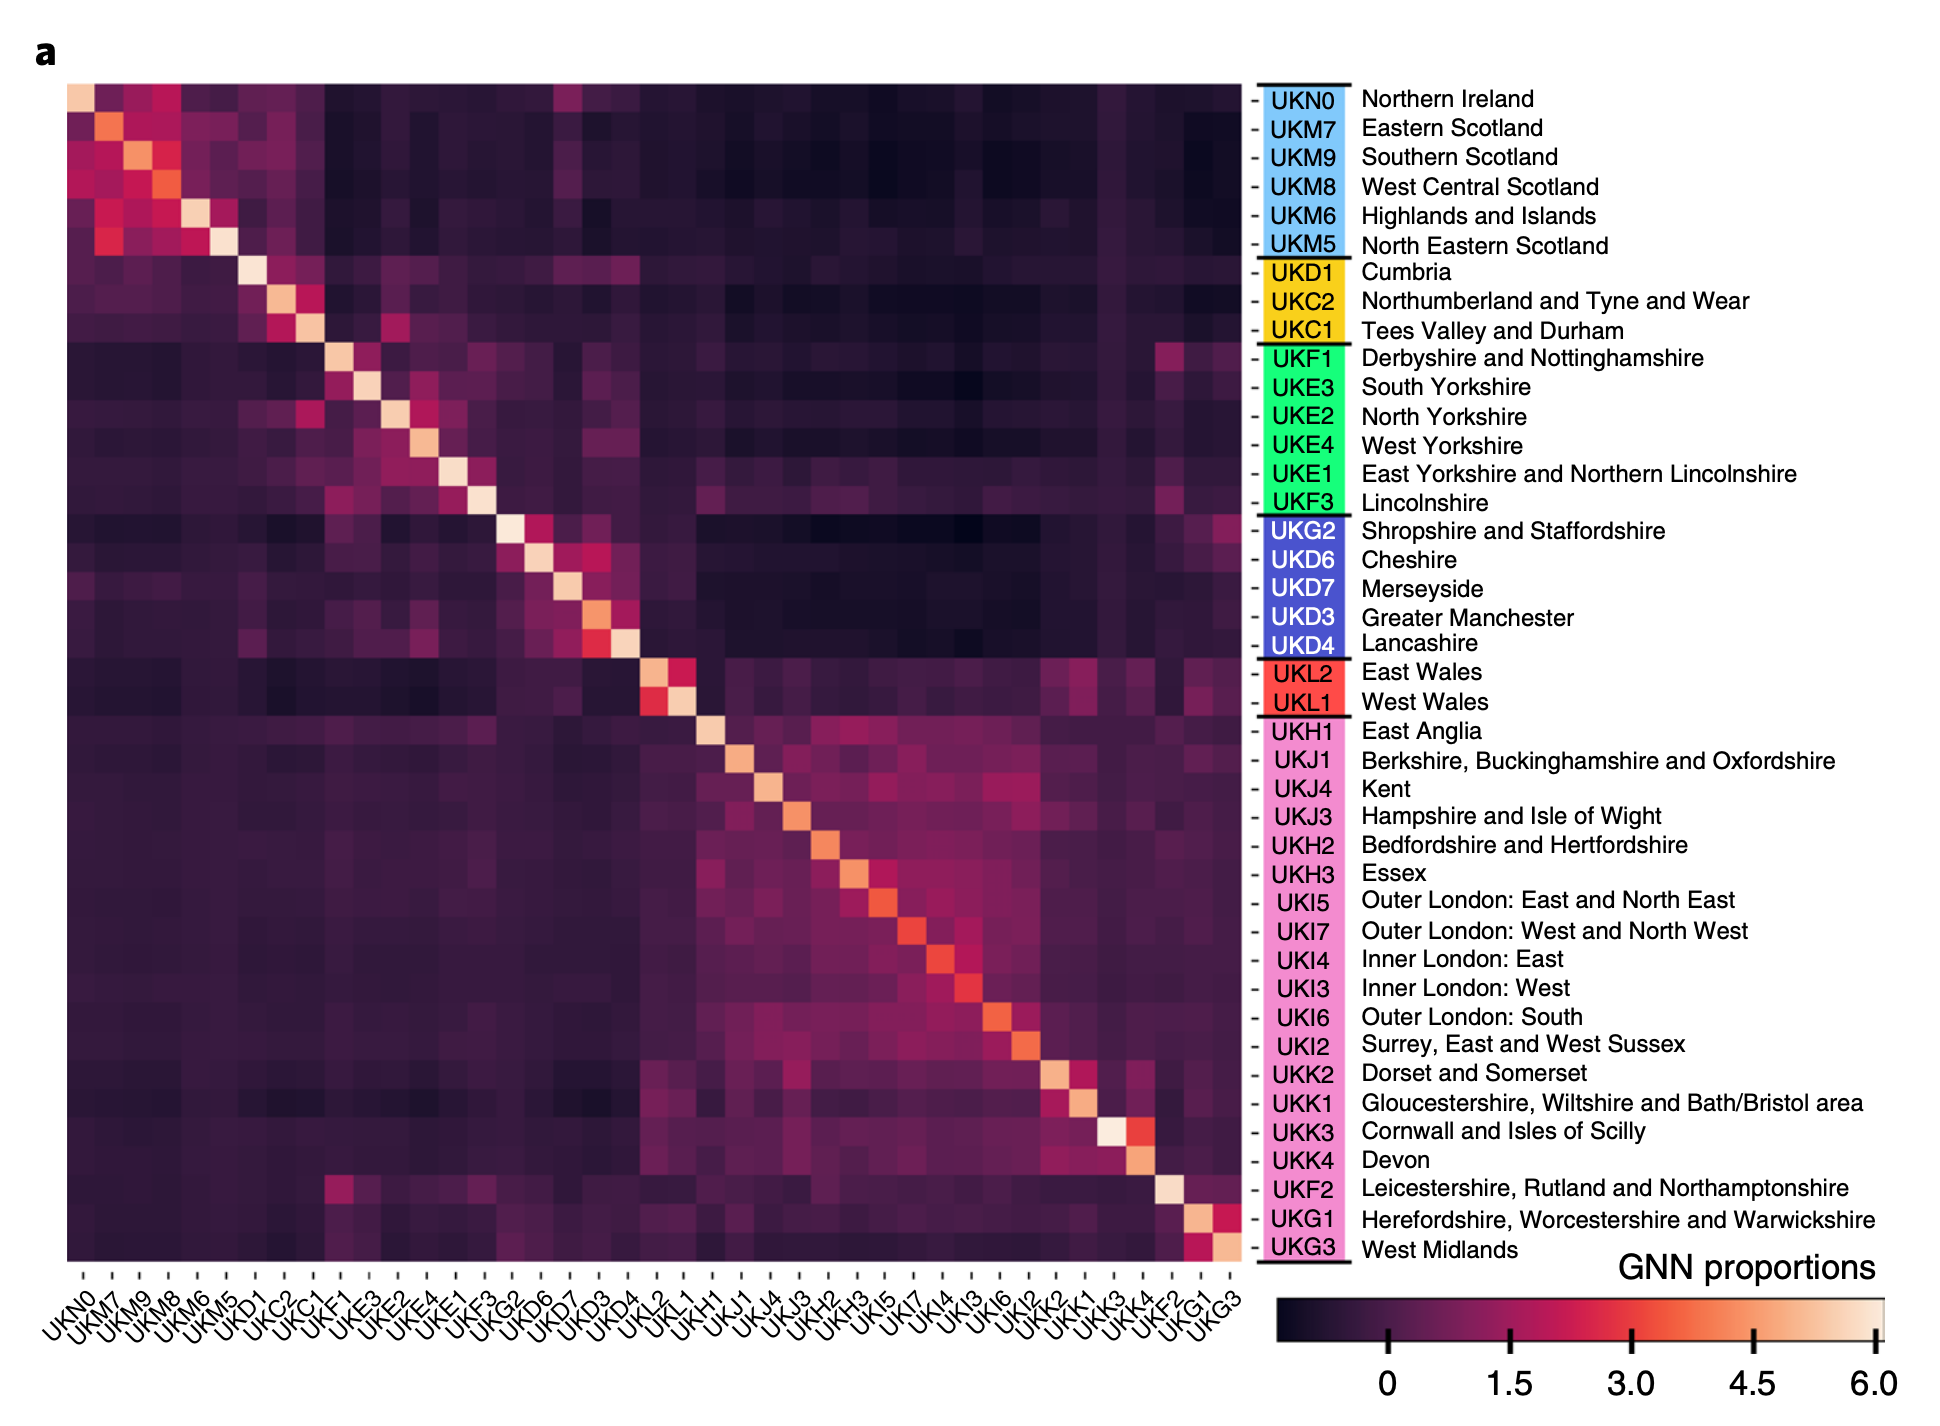 a
UKN0 Northern Ireland
UKM7 Eastern Scotland
UKM9 Southern Scotland
UKM8 West Central Scotland
UKM6 Highlands and Islands
UKM5 North Eastern Scotland
UKD1 Cumbria
UKC2 Northumberland and Tyne and Wear
UKC1 Tees Valley and Durham
UKF1 Derbyshire and Nottinghamshire
UKE3 South Yorkshire
UKE2 North Yorkshire
UKE4 West Yorkshire
UKE1 East Yorkshire and Northern Lincolnshire
UKF3 Lincolnshire
UKG2 Shropshire and Staffordshire
UKD6 Cheshire
UKD7 Merseyside
UKD3 Greater Manchester
UKD4 Lancashire
UKL2 East Wales
UKL1 West Wales
UKH1 East Anglia
UKJ1 Berkshire, Buckinghamshire and Oxfordshire
UKJ4 Kent
UKJ3 Hampshire and Isle of Wight
UKH2 Bedfordshire and Hertfordshire
UKH3 Essex
UKI5 Outer London: East and North East
UKI7 Outer London: West and North West
UKI4 Inner London: East
UKI3 Inner London: West
UKI6 Outer London: South
UKI2 Surrey, East and West Sussex
UKK2 Dorset and Somerset
UKK1 Gloucestershire, Wiltshire and Bath/Bristol area
UKK3 Cornwall and Isles of Scilly
UKK4 Devon
UKF2 Leicestershire, Rutland and Northamptonshire
UKG1 Herefordshire, Worcestershire and Warwickshire
UKG3 West Midlands
UKN0 UKM7 UKM9 UKM8 UKM6 UKM5 UKD1 UKC2 UKC1 UKF1 UKE3 UKE2 UKE4 UKE1 UKF3 UKG2 UKD6 UKD7 UKD3 UKD4 UKL2 UKL1 UKH1 UKJ1 UKJ4 UKJ3 UKH2 UKH3 UKI5 UKI7 UKI4 UKI3 UKI6 UKI2 UKK2 UKK1 UKK3 UKK4 UKF2 UKG1 UKG3
GNN proportions
0 1.5 3.0 4.5 6.0